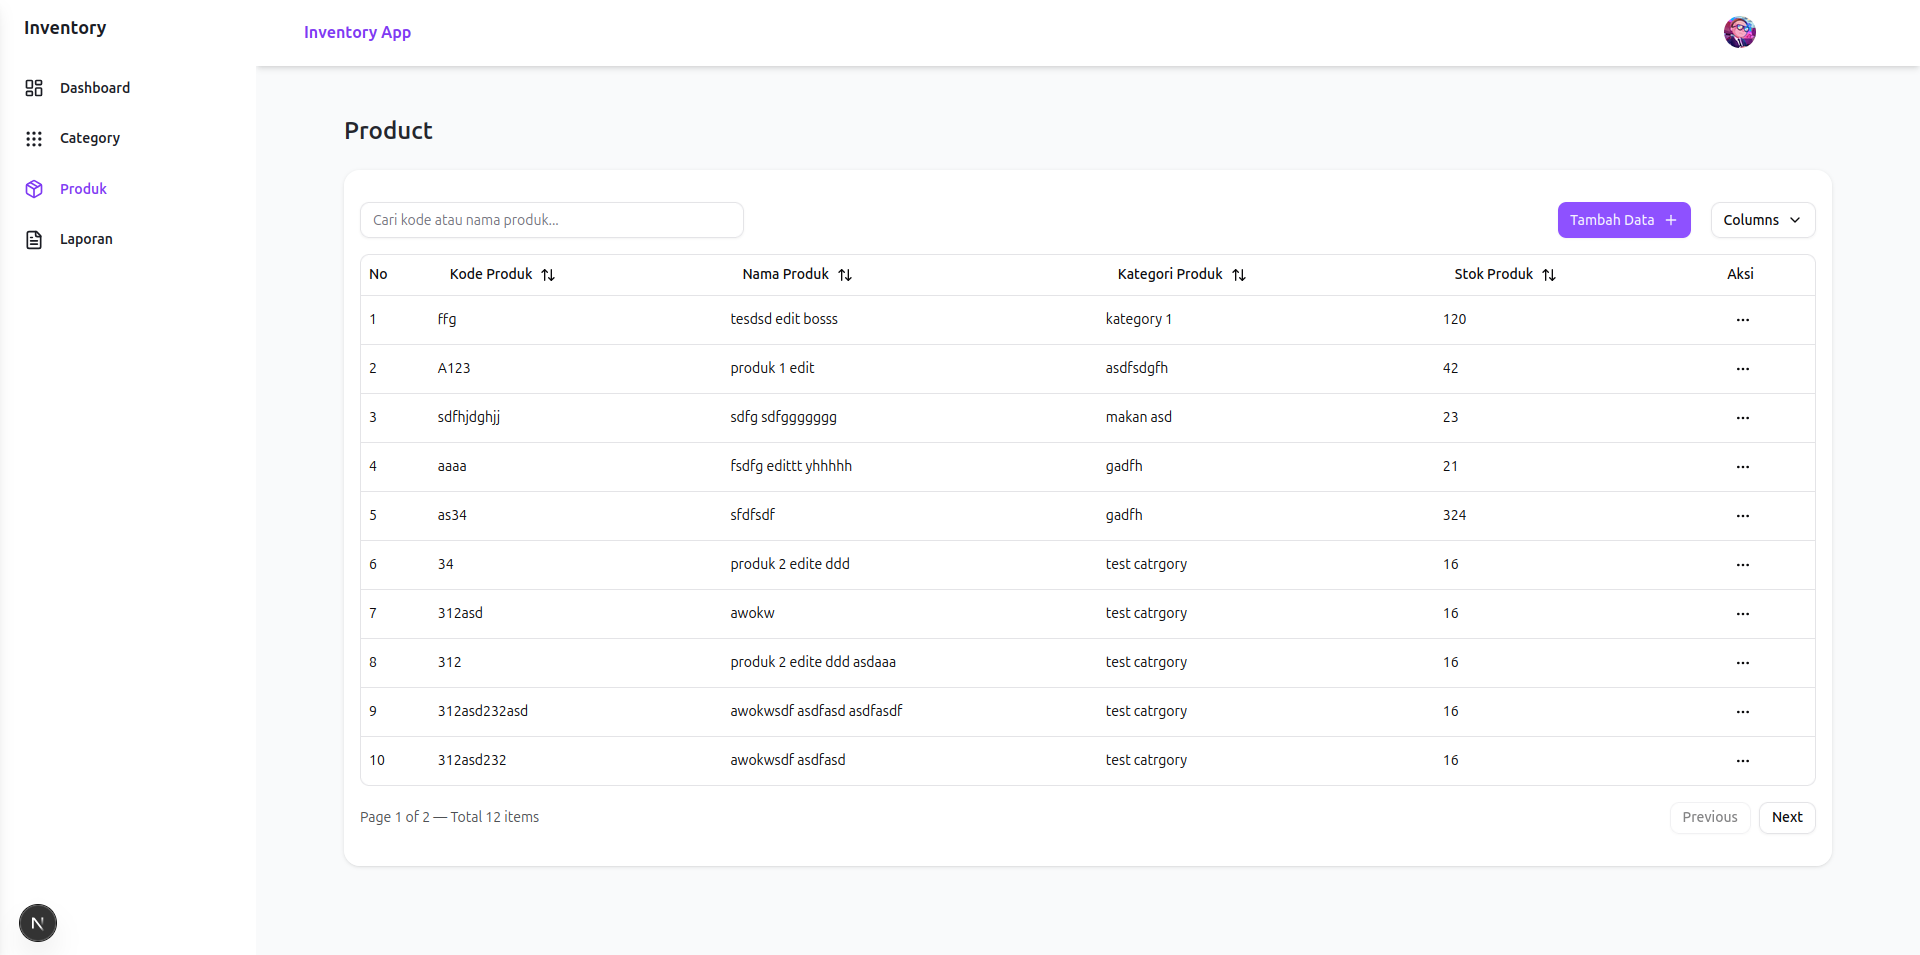 Inventory
Inventory App
Dashboard
Category
Produk
Laporan
Product
Cari kode atau nama produk...
Tambah Data +
Columns
No Kode Produk Nama Produk Kategori Produk Stok Produk Aksi
1 ffg tesdsd edit bosss kategory 1 120 ...
2 A123 produk 1 edit asdfsdgfh 42 ...
3 sdfhjdghjj sdfg sdfggggggg makan asd 23 ...
4 aaaa fsdfg edittt yhhhhh gadfh 21 ...
5 as34 sfdfsdf gadfh 324 ...
6 34 produk 2 edite ddd test catrgory 16 ...
7 312asd awokw test catrgory 16 ...
8 312 produk 2 edite ddd asdaaa test catrgory 16 ...
9 312asd232asd awokwsdf asdfasd asdfasdf test catrgory 16 ...
10 312asd232 awokwsdf asdfasd test catrgory 16 ...
Page 1 of 2 — Total 12 items
Previous
Next
N